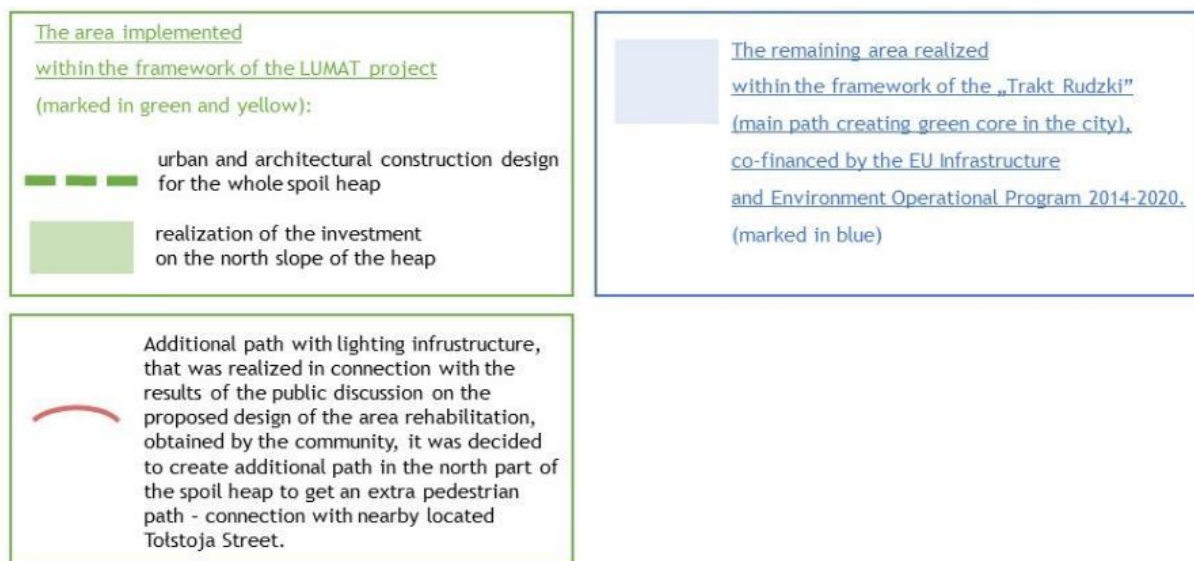 The area implemented
within the framework of the LUMAT project
(marked in green and yellow):
urban and architectural construction design
for the whole spoil heap
realization of the investment
on the north slope of the heap
The remaining area realized
within the framework of the „Trakt Rudzki”
(main path creating green core in the city),
co-financed by the EU Infrastructure
and Environment Operational Program 2014-2020.
(marked in blue)
Additional path with lighting infrustructure,
that was realized in connection with the
results of the public discussion on the
proposed design of the area rehabilitation,
obtained by the community, it was decided
to create additional path in the north part of
the spoil heap to get an extra pedestrian
path - connection with nearby located
Tołstoja Street.